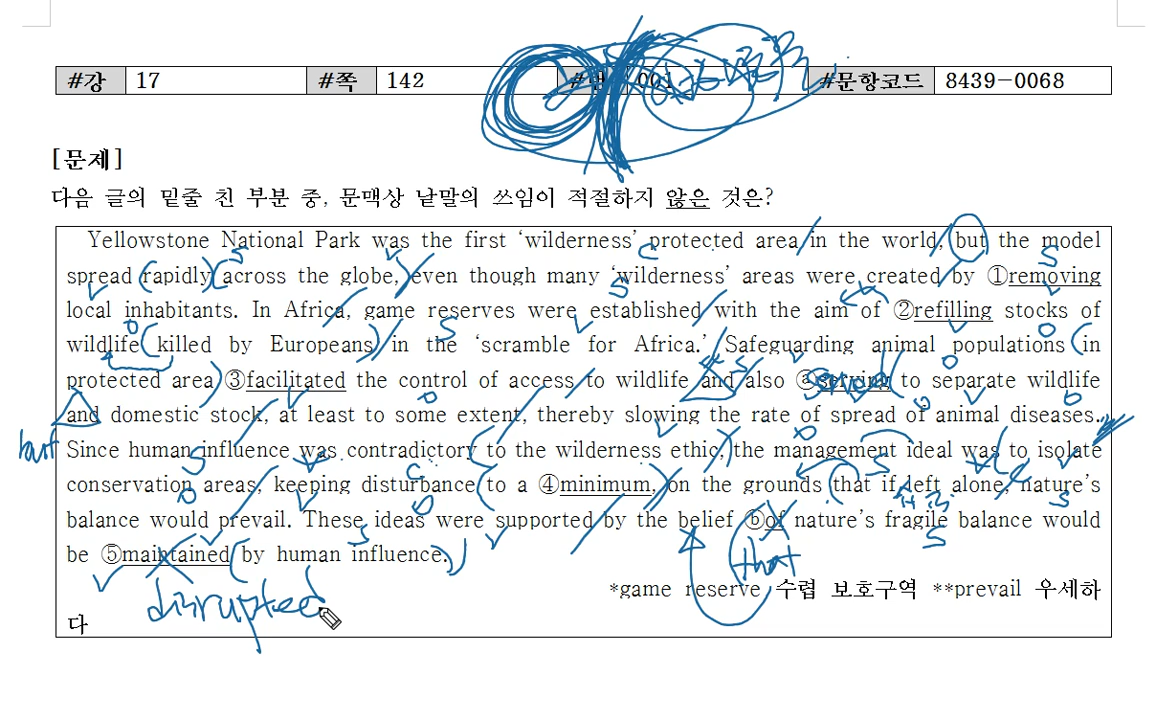 #강 17 #쪽 142 #번 001 #문항코드 8439-0068
[문제]
다음 글의 밑줄 친 부분 중, 문맥상 낱말의 쓰임이 적절하지 않은 것은?
Yellowstone National Park was the first ‘wilderness’ protected area in the world, but the model
spread rapidly across the globe, even though many ‘wilderness’ areas were created by ①removing
local inhabitants. In Africa, game reserves were established with the aim of ②refilling stocks of
wildlife killed by Europeans in the ‘scramble for Africa.’ Safeguarding animal populations in
protected area ③facilitated the control of access to wildlife and also ⓐserving to separate wildlife
served
and domestic stock, at least to some extent, thereby slowing the rate of spread of animal diseases.
but
Since human influence was contradictory to the wilderness ethic, the management ideal was to isolate
conservation areas, keeping disturbance to a ④minimum, on the grounds that if left alone, nature’s
balance would prevail. These ideas were supported by the belief ⓑof nature’s fragile balance would
that
be ⑤maintained by human influence.
disrupted
*game reserve 수렵 보호구역 **prevail 우세하
다